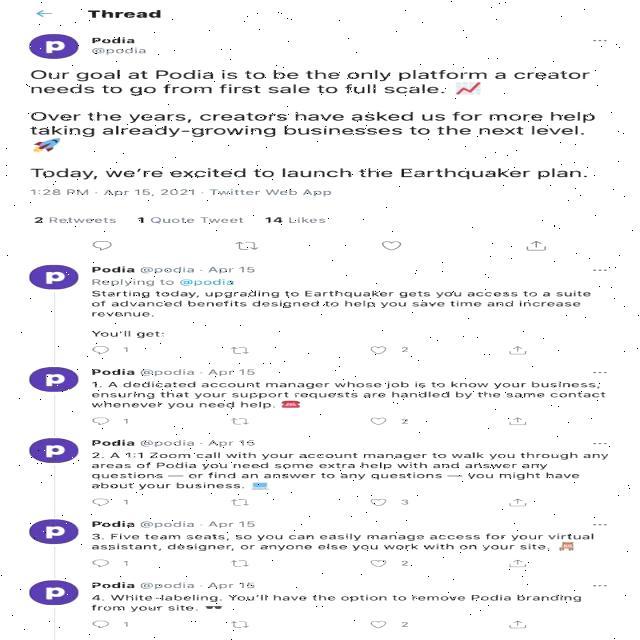 ← Thread
Podia
@podia
Our goal at Podia is to be the only platform a creator
needs to go from first sale to full scale. 📈
Over the years, creators have asked us for more help
taking already-growing businesses to the next level.
🚀
Today, we're excited to launch the Earthquaker plan.
1:28 PM · Apr 15, 2021 · Twitter Web App
2 Retweets 1 Quote Tweet 14 Likes
Podia @podia · Apr 15
Replying to @podia
Starting today, upgrading to Earthquaker gets you access to a suite
of advanced benefits designed to help you save time and increase
revenue.
You'll get:
1 2
Podia @podia · Apr 15
1. A dedicated account manager whose job is to know your business,
ensuring that your support requests are handled by the same contact
whenever you need help. ☎️
1 2
Podia @podia · Apr 15
2. A 1:1 Zoom call with your account manager to walk you through any
areas of Podia you need some extra help with and answer any
questions — or find an answer to any questions — you might have
about your business. 💻
1 3
Podia @podia · Apr 15
3. Five team seats, so you can easily manage access for your virtual
assistant, designer, or anyone else you work with on your site.
1 2
Podia @podia · Apr 15
4. White-labeling. You'll have the option to remove Podia branding
from your site. 🕶️
1 2